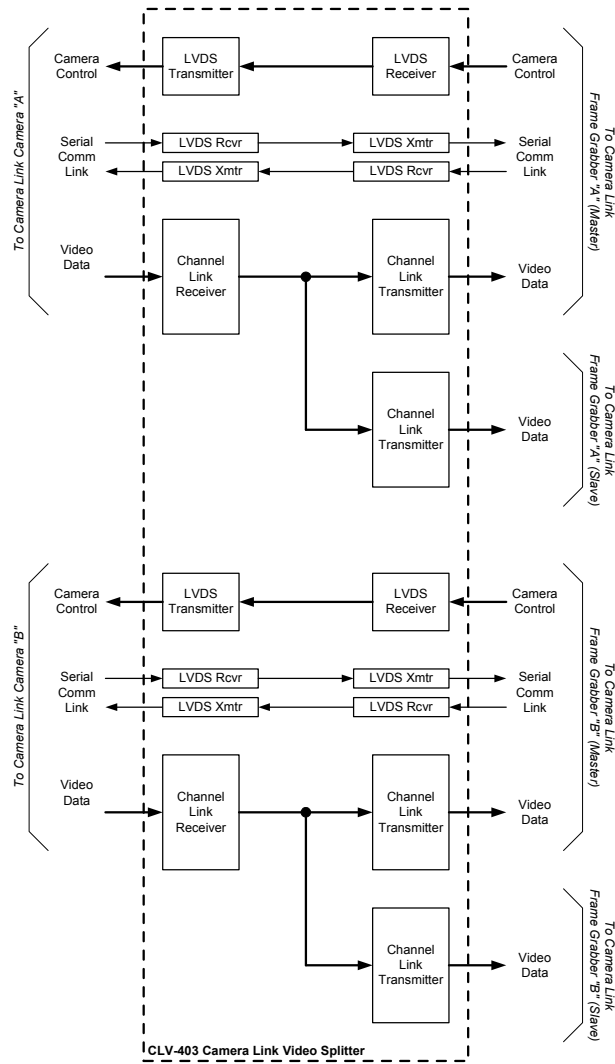 Camera
Control
LVDS
Transmitter
LVDS
Receiver
Camera
Control
To Camera Link Camera "A"
Serial
Comm
Link
LVDS Rcvr
LVDS Xmtr
LVDS Xmtr
LVDS Rcvr
Serial
Comm
Link
To Camera Link
Frame Grabber "A" (Master)
Video
Data
Channel
Link
Receiver
Channel
Link
Transmitter
Video
Data
Channel
Link
Transmitter
Video
Data
To Camera Link
Frame Grabber "A" (Slave)
Camera
Control
LVDS
Transmitter
LVDS
Receiver
Camera
Control
To Camera Link Camera "B"
Serial
Comm
Link
LVDS Rcvr
LVDS Xmtr
LVDS Xmtr
LVDS Rcvr
Serial
Comm
Link
To Camera Link
Frame Grabber "B" (Master)
Video
Data
Channel
Link
Receiver
Channel
Link
Transmitter
Video
Data
Channel
Link
Transmitter
Video
Data
To Camera Link
Frame Grabber "B" (Slave)
CLV-403 Camera Link Video Splitter